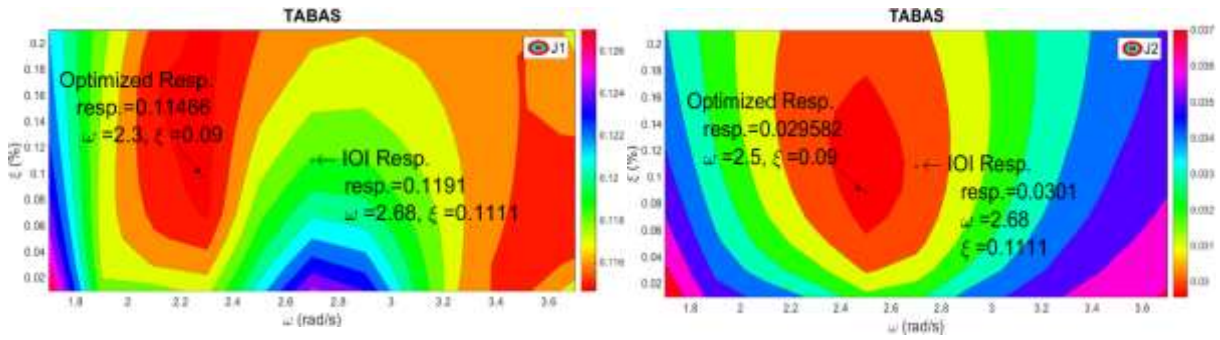 TABAS
J1
Optimized Resp.
resp.=0.11466
ω=2.3, ξ=0.09
IOI Resp.
resp.=0.1191
ω=2.68, ξ=0.1111
ξ (%)
0.2
0.18
0.16
0.14
0.12
0.1
0.08
0.06
0.04
0.02
1.8
2
2.2
2.4
2.6
2.8
3
3.2
3.4
3.6
ω (rad/s)
0.126
0.124
0.122
0.12
0.118
0.116
TABAS
J2
Optimized Resp.
resp.=0.029582
ω=2.5, ξ=0.09
IOI Resp.
resp.=0.0301
ω=2.68
ξ=0.1111
ξ (%)
0.2
0.18
0.16
0.14
0.12
0.1
0.08
0.06
0.04
0.02
1.8
2
2.2
2.4
2.6
2.8
3
3.2
3.4
3.6
ω (rad/s)
0.037
0.036
0.035
0.034
0.033
0.032
0.031
0.03